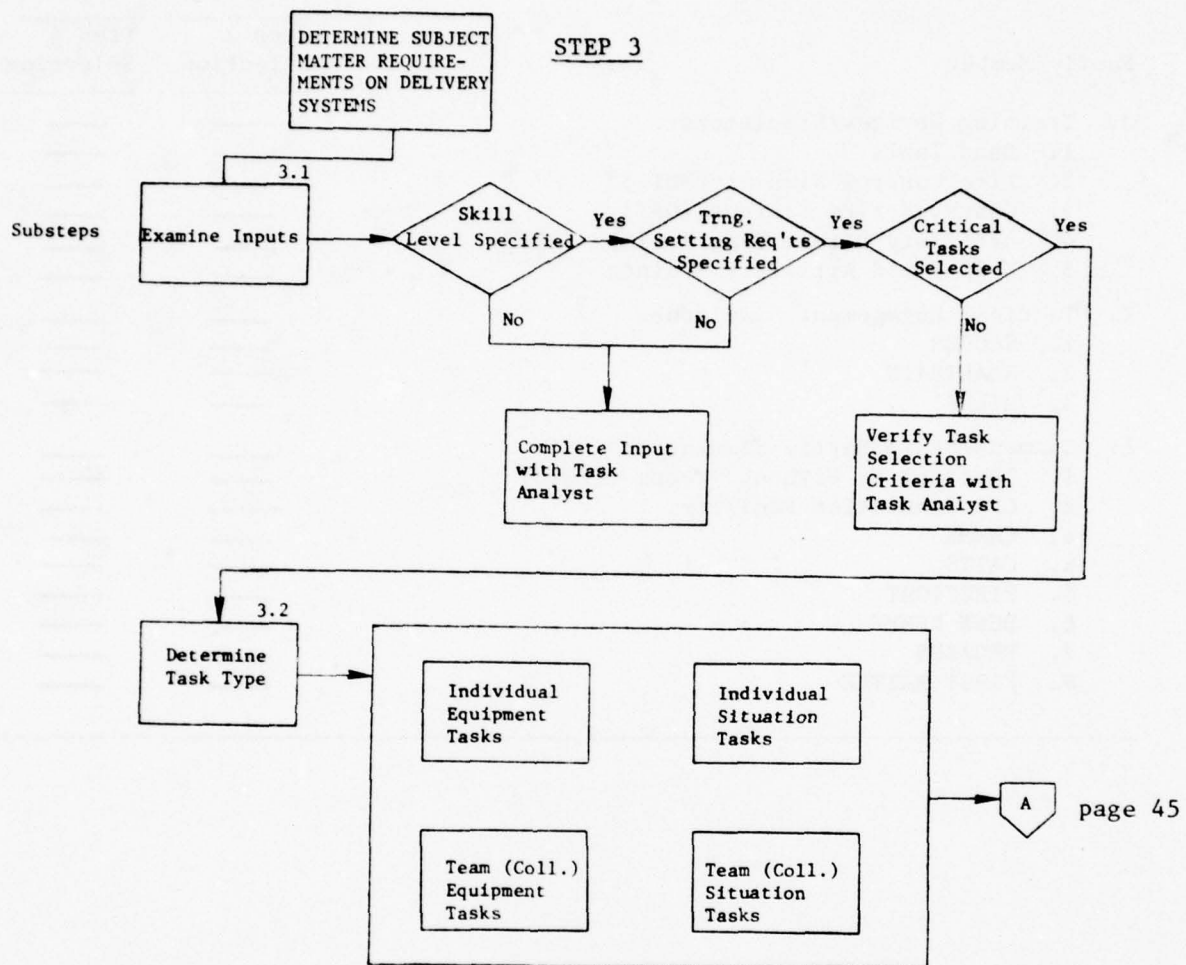 DETERMINE SUBJECT
MATTER REQUIRE-
MENTS ON DELIVERY
SYSTEMS
STEP 3
3.1
Substeps
Examine Inputs
Skill
Level Specified
Yes
No
Trng.
Setting Req'ts
Specified
Yes
No
Critical
Tasks
Selected
Yes
No
Complete Input
with Task
Analyst
Verify Task
Selection
Criteria with
Task Analyst
3.2
Determine
Task Type
Individual
Equipment
Tasks
Individual
Situation
Tasks
Team (Coll.)
Equipment
Tasks
Team (Coll.)
Situation
Tasks
A
page 45